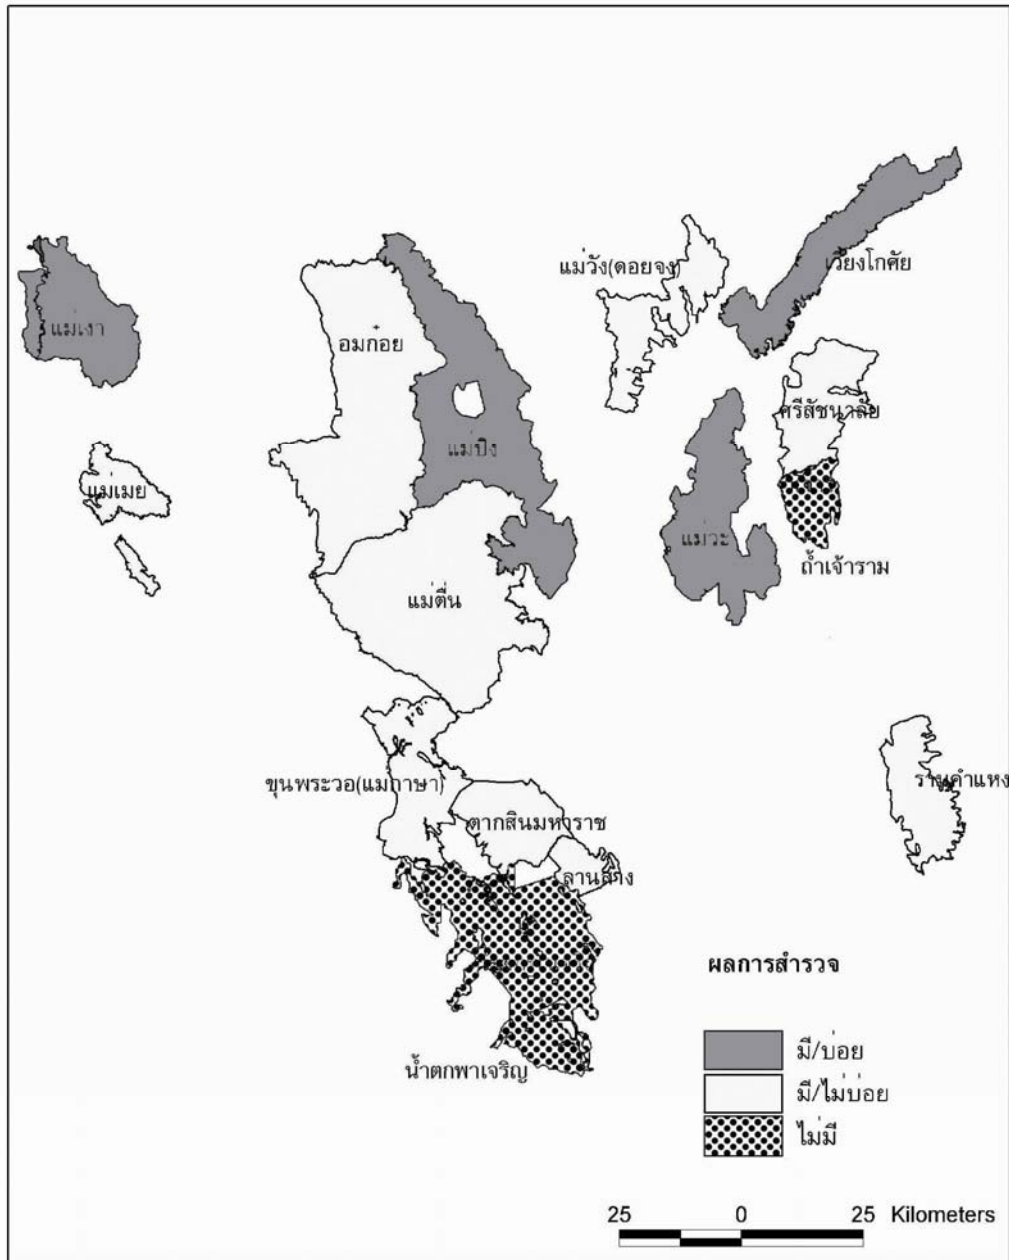 แม่วัง(ดอยจง)
เวียงโกศัย
แม่เงา
อมก๋อย
ศรีสัชนาลัย
แม่ปิง
แม่เมย
แม่วะ
ถ้ำเจ้าราม
แม่ตื่น
ขุนพระวอ(แม่กาษา)
รามคำแหง
ตากสินมหาราช
ลานสาง
น้ำตกพาเจริญ
ผลการสำรวจ
มี/บ่อย
มี/ไม่บ่อย
ไม่มี
25 0 25 Kilometers